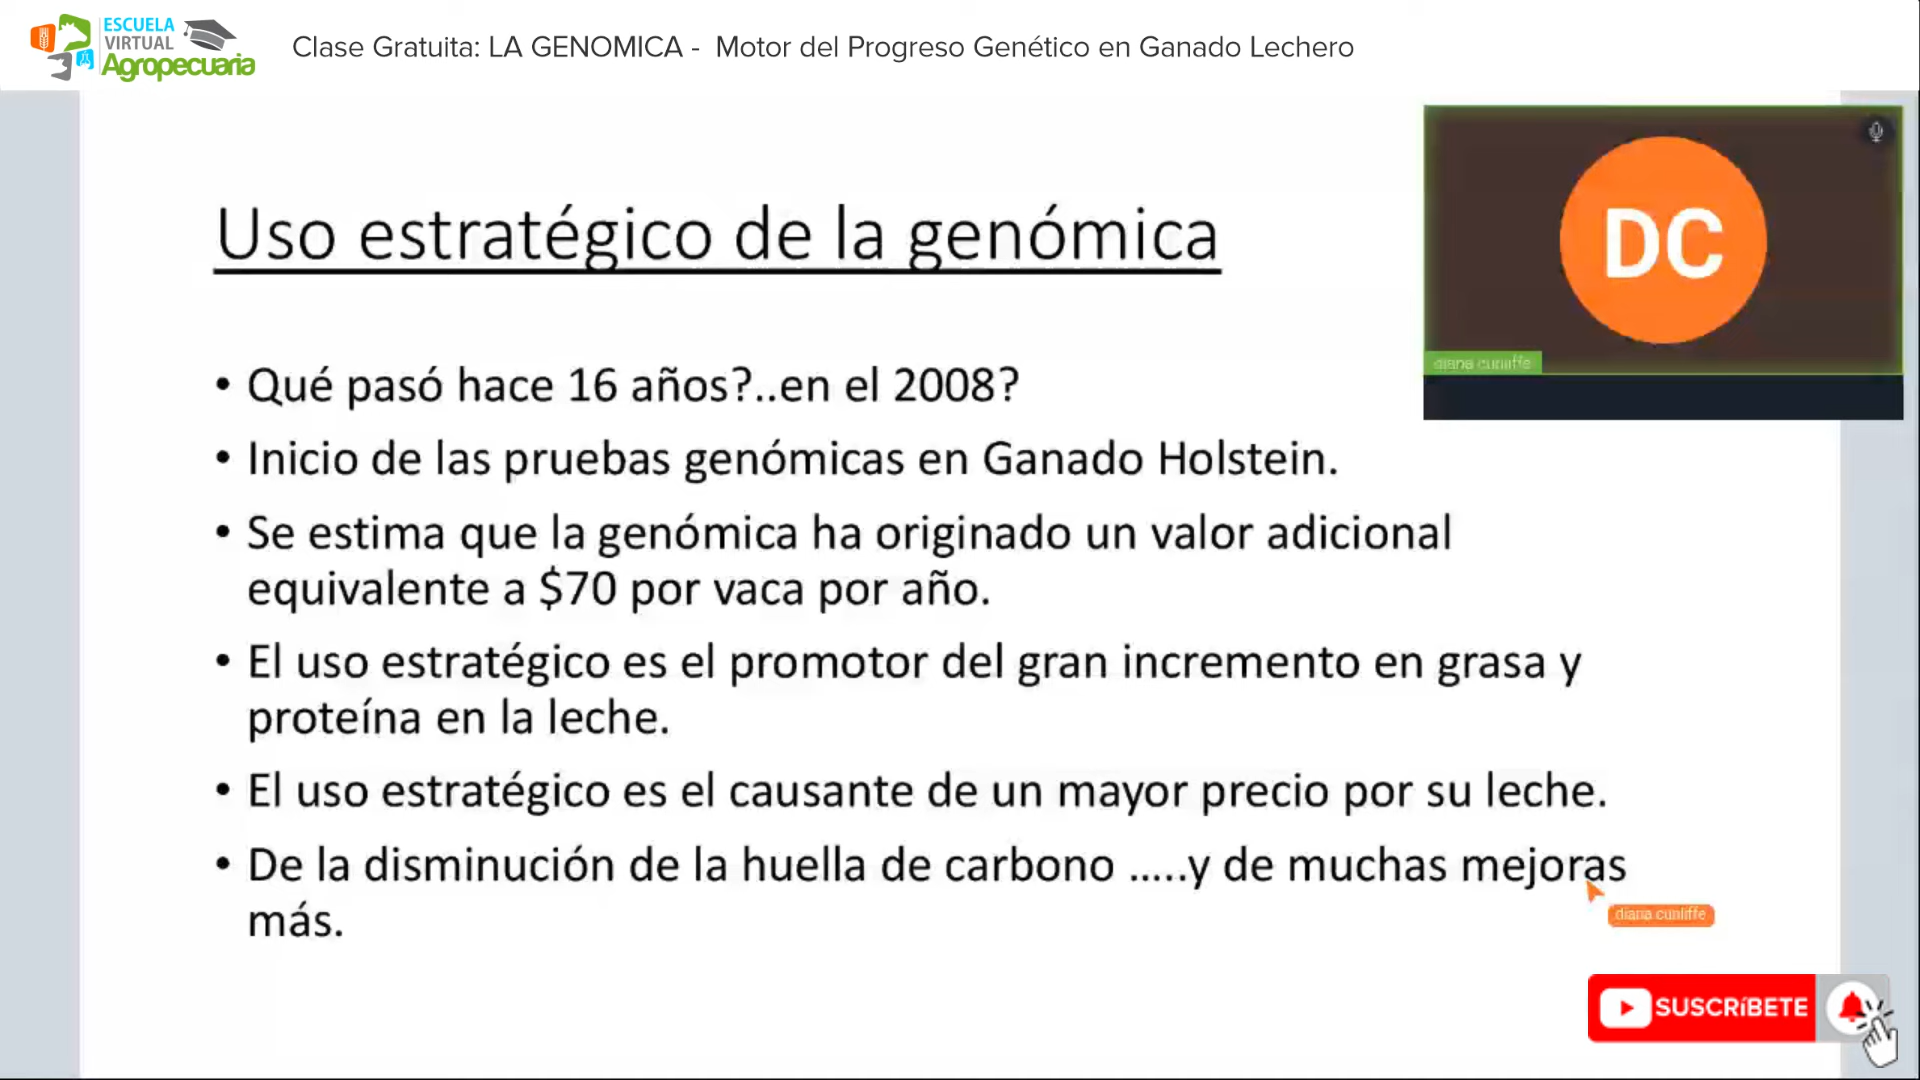 ESCUELA
VIRTUAL
Agropecuaria
Clase Gratuita: LA GENOMICA - Motor del Progreso Genético en Ganado Lechero
DC
diana cunliffe
Uso estratégico de la genómica
• Qué pasó hace 16 años?..en el 2008?
• Inicio de las pruebas genómicas en Ganado Holstein.
• Se estima que la genómica ha originado un valor adicional
equivalente a $70 por vaca por año.
• El uso estratégico es el promotor del gran incremento en grasa y
proteína en la leche.
• El uso estratégico es el causante de un mayor precio por su leche.
• De la disminución de la huella de carbono .....y de muchas mejoras
más.
diana cunliffe
SUSCRíBETE